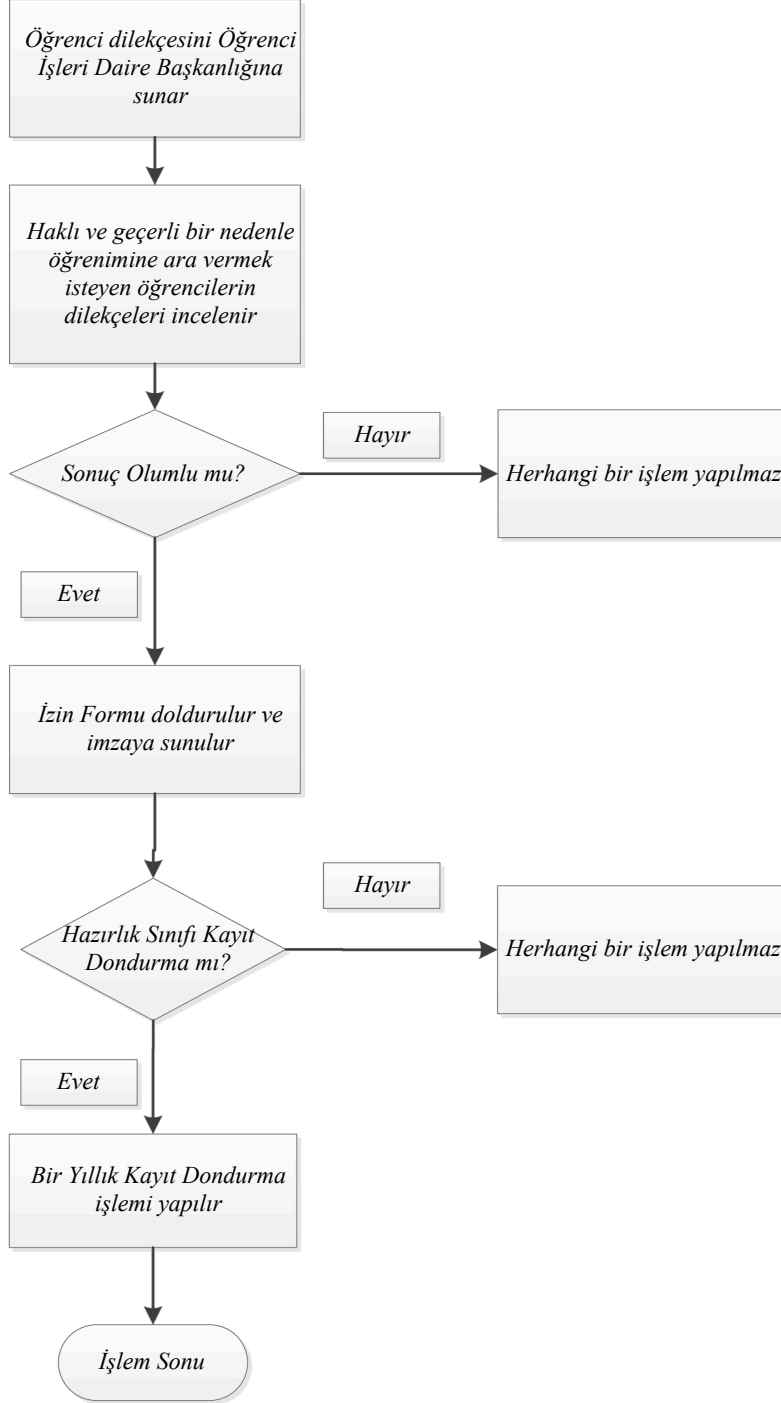 Öğrenci dilekçesini Öğrenci
İşleri Daire Başkanlığına
sunar
Haklı ve geçerli bir nedenle
öğrenimine ara vermek
isteyen öğrencilerin
dilekçeleri incelenir
Sonuç Olumlu mu?
Hayır
Herhangi bir işlem yapılmaz
Evet
İzin Formu doldurulur ve
imzaya sunulur
Hazırlık Sınıfı Kayıt
Dondurma mı?
Hayır
Herhangi bir işlem yapılmaz
Evet
Bir Yıllık Kayıt Dondurma
işlemi yapılır
İşlem Sonu